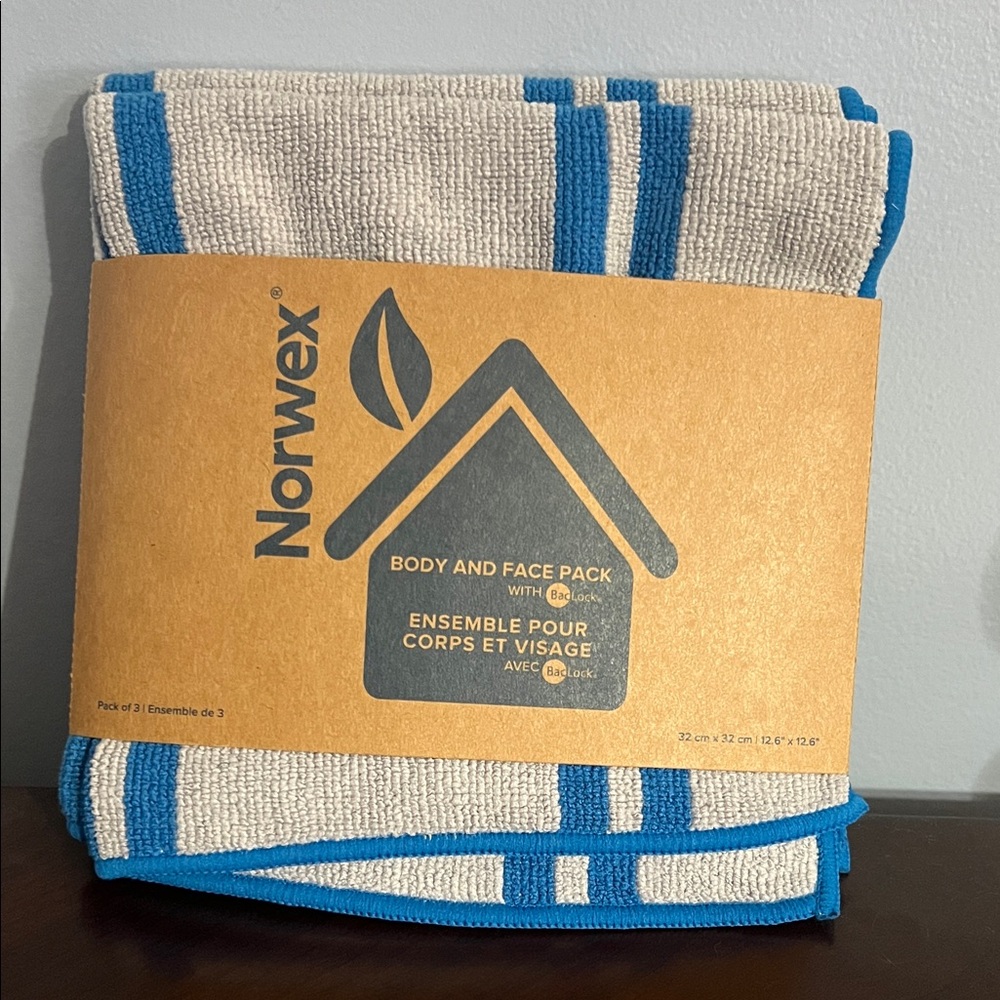 Norwex®
BODY AND FACE PACK
WITH BacLock®
ENSEMBLE POUR
CORPS ET VISAGE
AVEC BacLock®
Pack of 3 | Ensemble de 3
32 cm x 32 cm | 12.6" x 12.6"